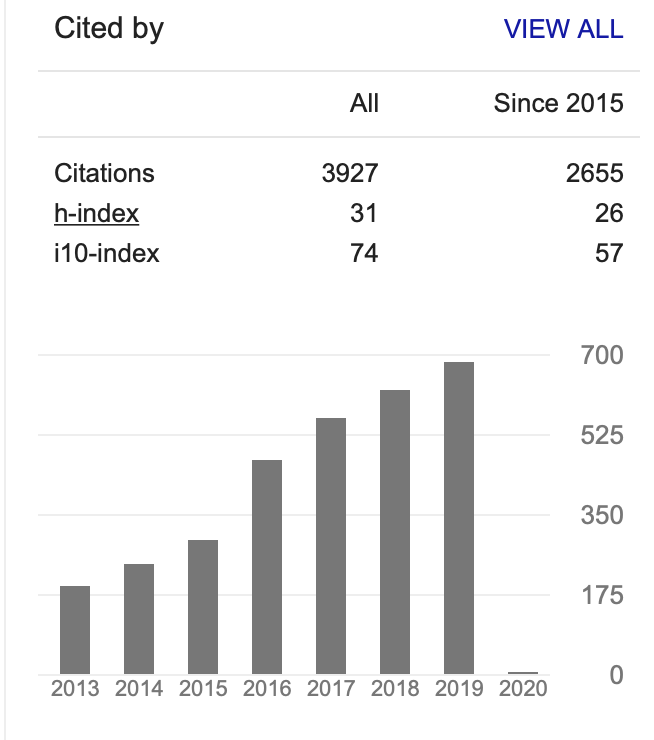 Cited by VIEW ALL
All Since 2015
Citations 3927 2655
h-index 31 26
i10-index 74 57
700
525
350
175
0
2013 2014 2015 2016 2017 2018 2019 2020